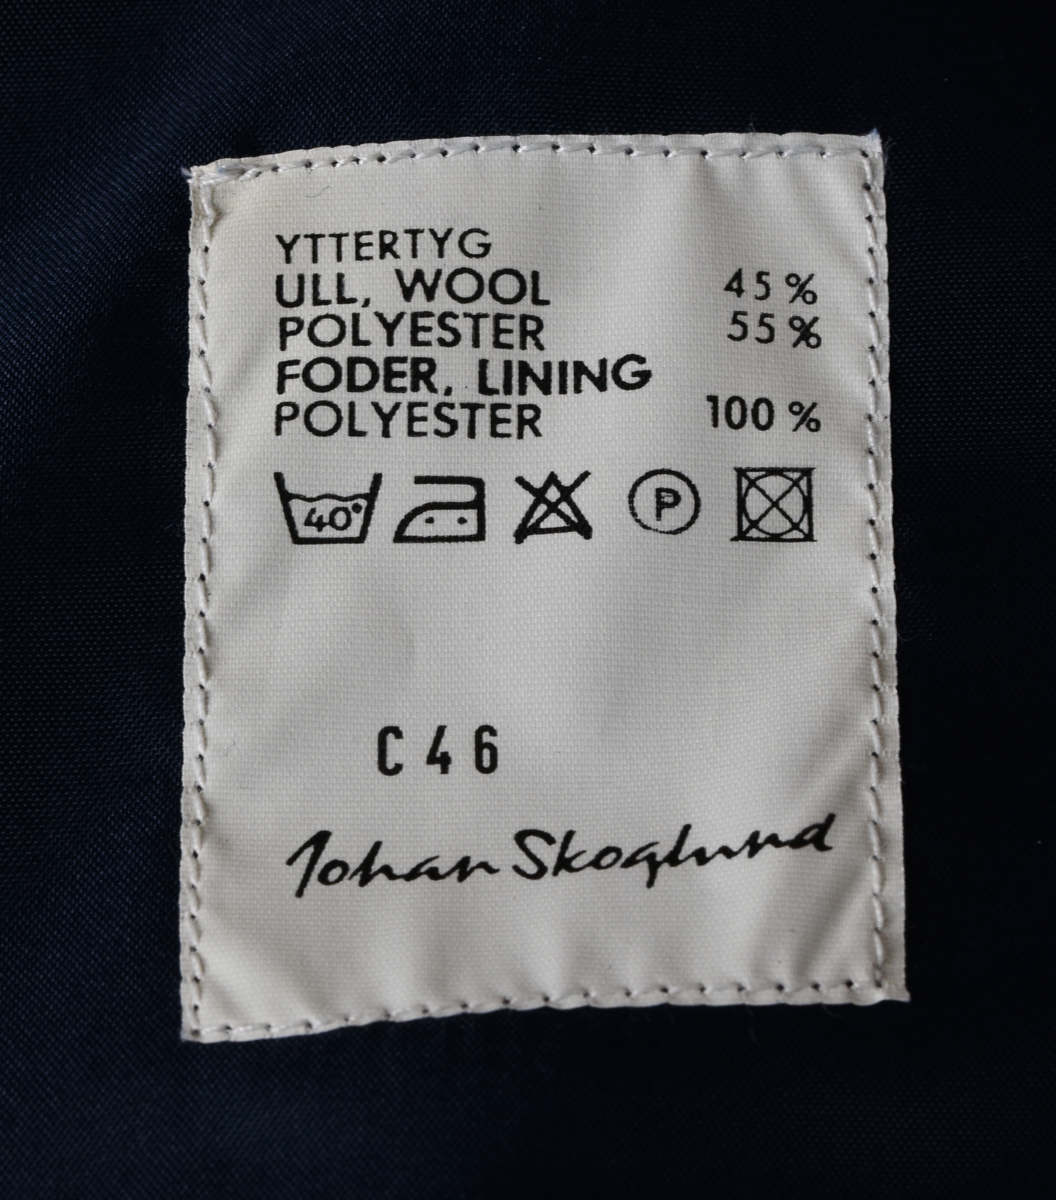 YTTERTYG
ULL, WOOL 45 %
POLYESTER 55 %
FODER, LINING
POLYESTER 100 %
40° P
C 46
Johan Skoglund